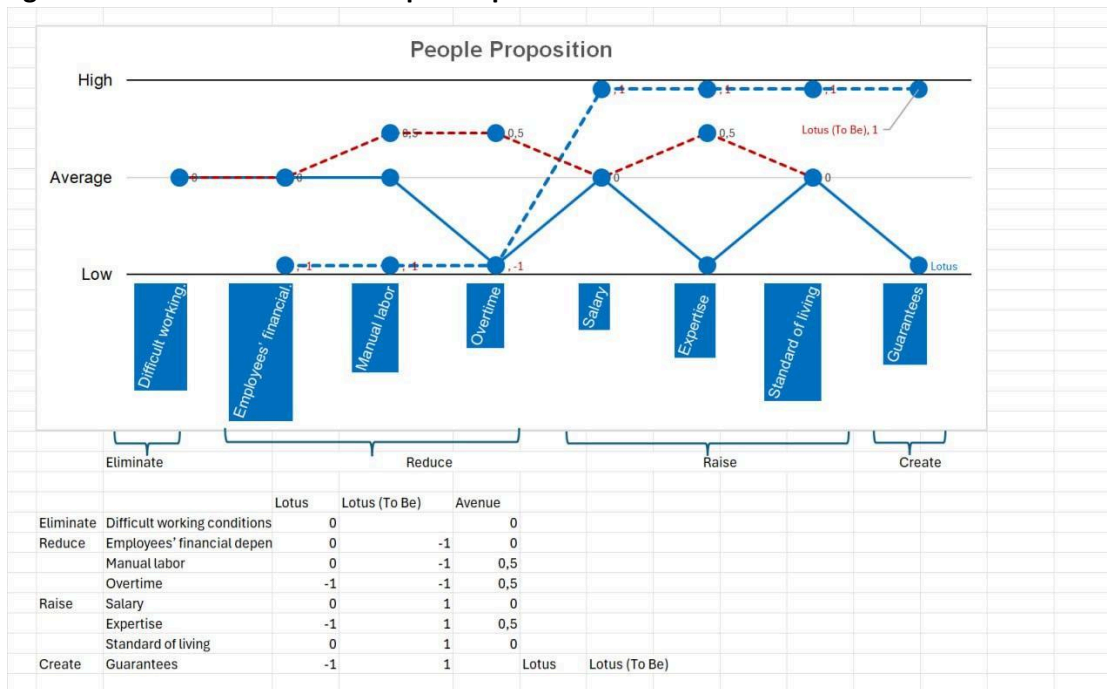 People Proposition
High
, 1
, 1
, 1
0,5
0,5
0,5
Lotus (To Be), 1
Average
0
0
0
0
, -1
, -1
, -1
Lotus
Low
Difficult working,
Employees' financial,
Manual labor
Overtime
Salary
Expertise
Standard of living
Guarantees
Eliminate Reduce Raise Create
Lotus Lotus (To Be) Avenue
Eliminate Difficult working conditions 0 0
Reduce Employees' financial depen 0 -1 0
Manual labor 0 -1 0,5
Overtime -1 -1 0,5
Raise Salary 0 1 0
Expertise -1 1 0,5
Standard of living 0 1 0
Create Guarantees -1 1 Lotus Lotus (To Be)